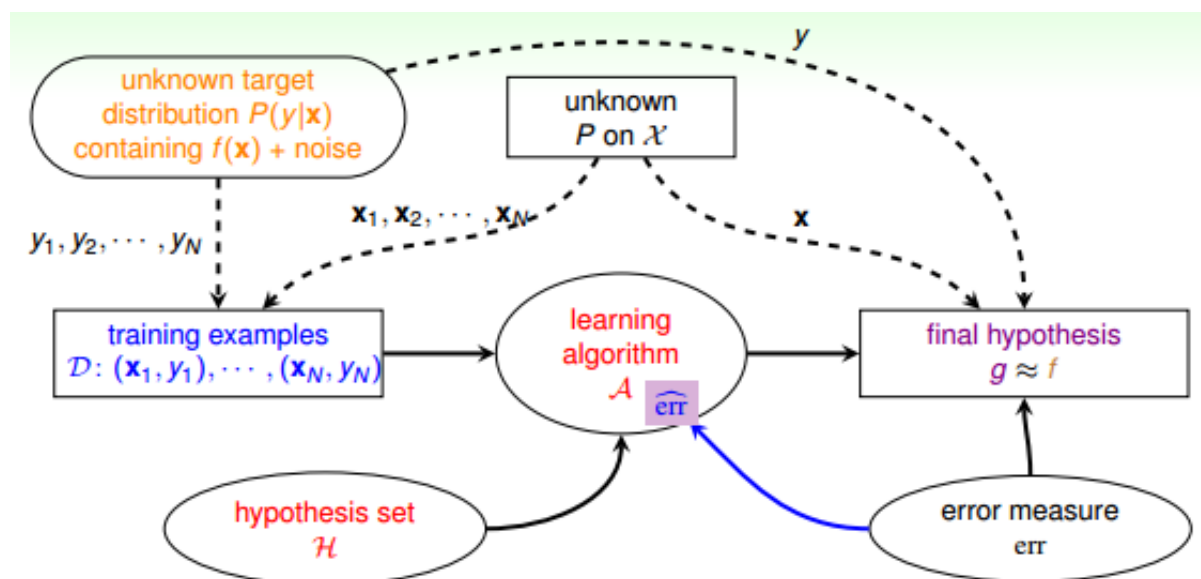 y
unknown target
distribution P(y|𝐱)
containing f(𝐱) + noise
unknown
P on 𝒳
y₁, y₂, ⋯ , y_N
𝐱₁, 𝐱₂, ⋯ , 𝐱_N
𝐱
training examples
𝒟: (𝐱₁, y₁), ⋯ , (𝐱_N, y_N)
learning
algorithm
𝒜
êrr
final hypothesis
g ≈ f
hypothesis set
ℋ
error measure
err